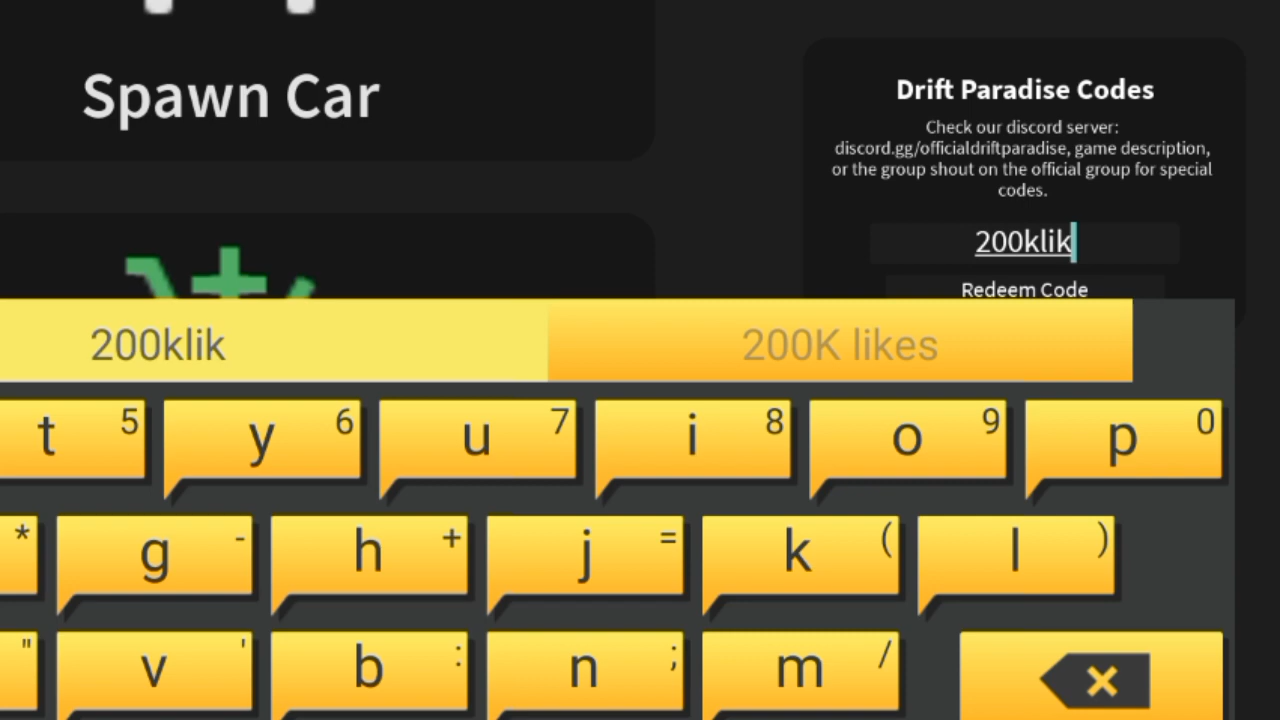 Spawn Car
Drift Paradise Codes
Check our discord server:
discord.gg/officialdriftparadise, game description,
or the group shout on the official group for special
codes.
200klik
Redeem Code
200klik 200K likes
t 5 y 6 u 7 i 8 o 9 p 0
* g - h + j = k ( l )
" v ' b : n ; m /